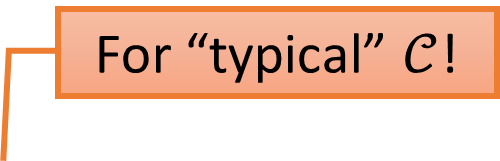 For “typical” 𝒞!